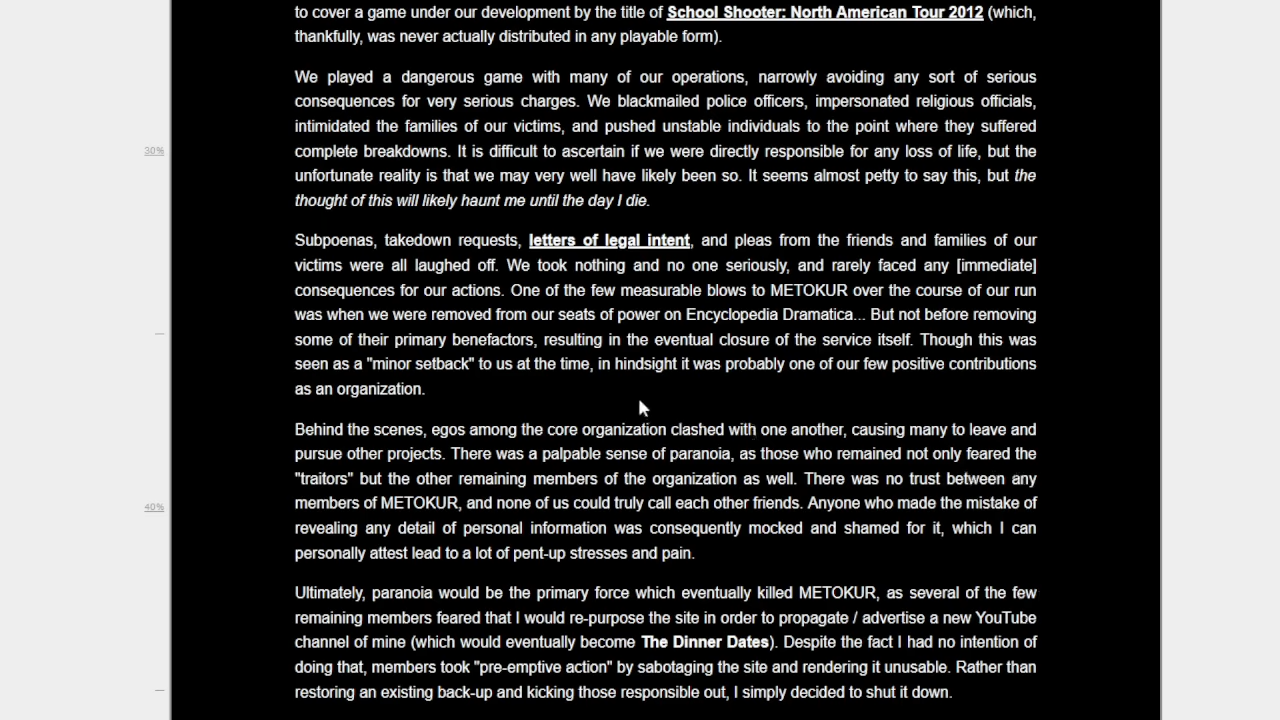 to cover a game under our development by the title of School Shooter: North American Tour 2012 (which,
thankfully, was never actually distributed in any playable form).
We played a dangerous game with many of our operations, narrowly avoiding any sort of serious
consequences for very serious charges. We blackmailed police officers, impersonated religious officials,
intimidated the families of our victims, and pushed unstable individuals to the point where they suffered
30%
complete breakdowns. It is difficult to ascertain if we were directly responsible for any loss of life, but the
unfortunate reality is that we may very well have likely been so. It seems almost petty to say this, but the
thought of this will likely haunt me until the day I die.
Subpoenas, takedown requests, letters of legal intent, and pleas from the friends and families of our
victims were all laughed off. We took nothing and no one seriously, and rarely faced any [immediate]
consequences for our actions. One of the few measurable blows to METOKUR over the course of our run
was when we were removed from our seats of power on Encyclopedia Dramatica... But not before removing
some of their primary benefactors, resulting in the eventual closure of the service itself. Though this was
seen as a "minor setback" to us at the time, in hindsight it was probably one of our few positive contributions
as an organization.
Behind the scenes, egos among the core organization clashed with one another, causing many to leave and
pursue other projects. There was a palpable sense of paranoia, as those who remained not only feared the
"traitors" but the other remaining members of the organization as well. There was no trust between any
40%
members of METOKUR, and none of us could truly call each other friends. Anyone who made the mistake of
revealing any detail of personal information was consequently mocked and shamed for it, which I can
personally attest lead to a lot of pent-up stresses and pain.
Ultimately, paranoia would be the primary force which eventually killed METOKUR, as several of the few
remaining members feared that I would re-purpose the site in order to propagate / advertise a new YouTube
channel of mine (which would eventually become The Dinner Dates). Despite the fact I had no intention of
doing that, members took "pre-emptive action" by sabotaging the site and rendering it unusable. Rather than
restoring an existing back-up and kicking those responsible out, I simply decided to shut it down.